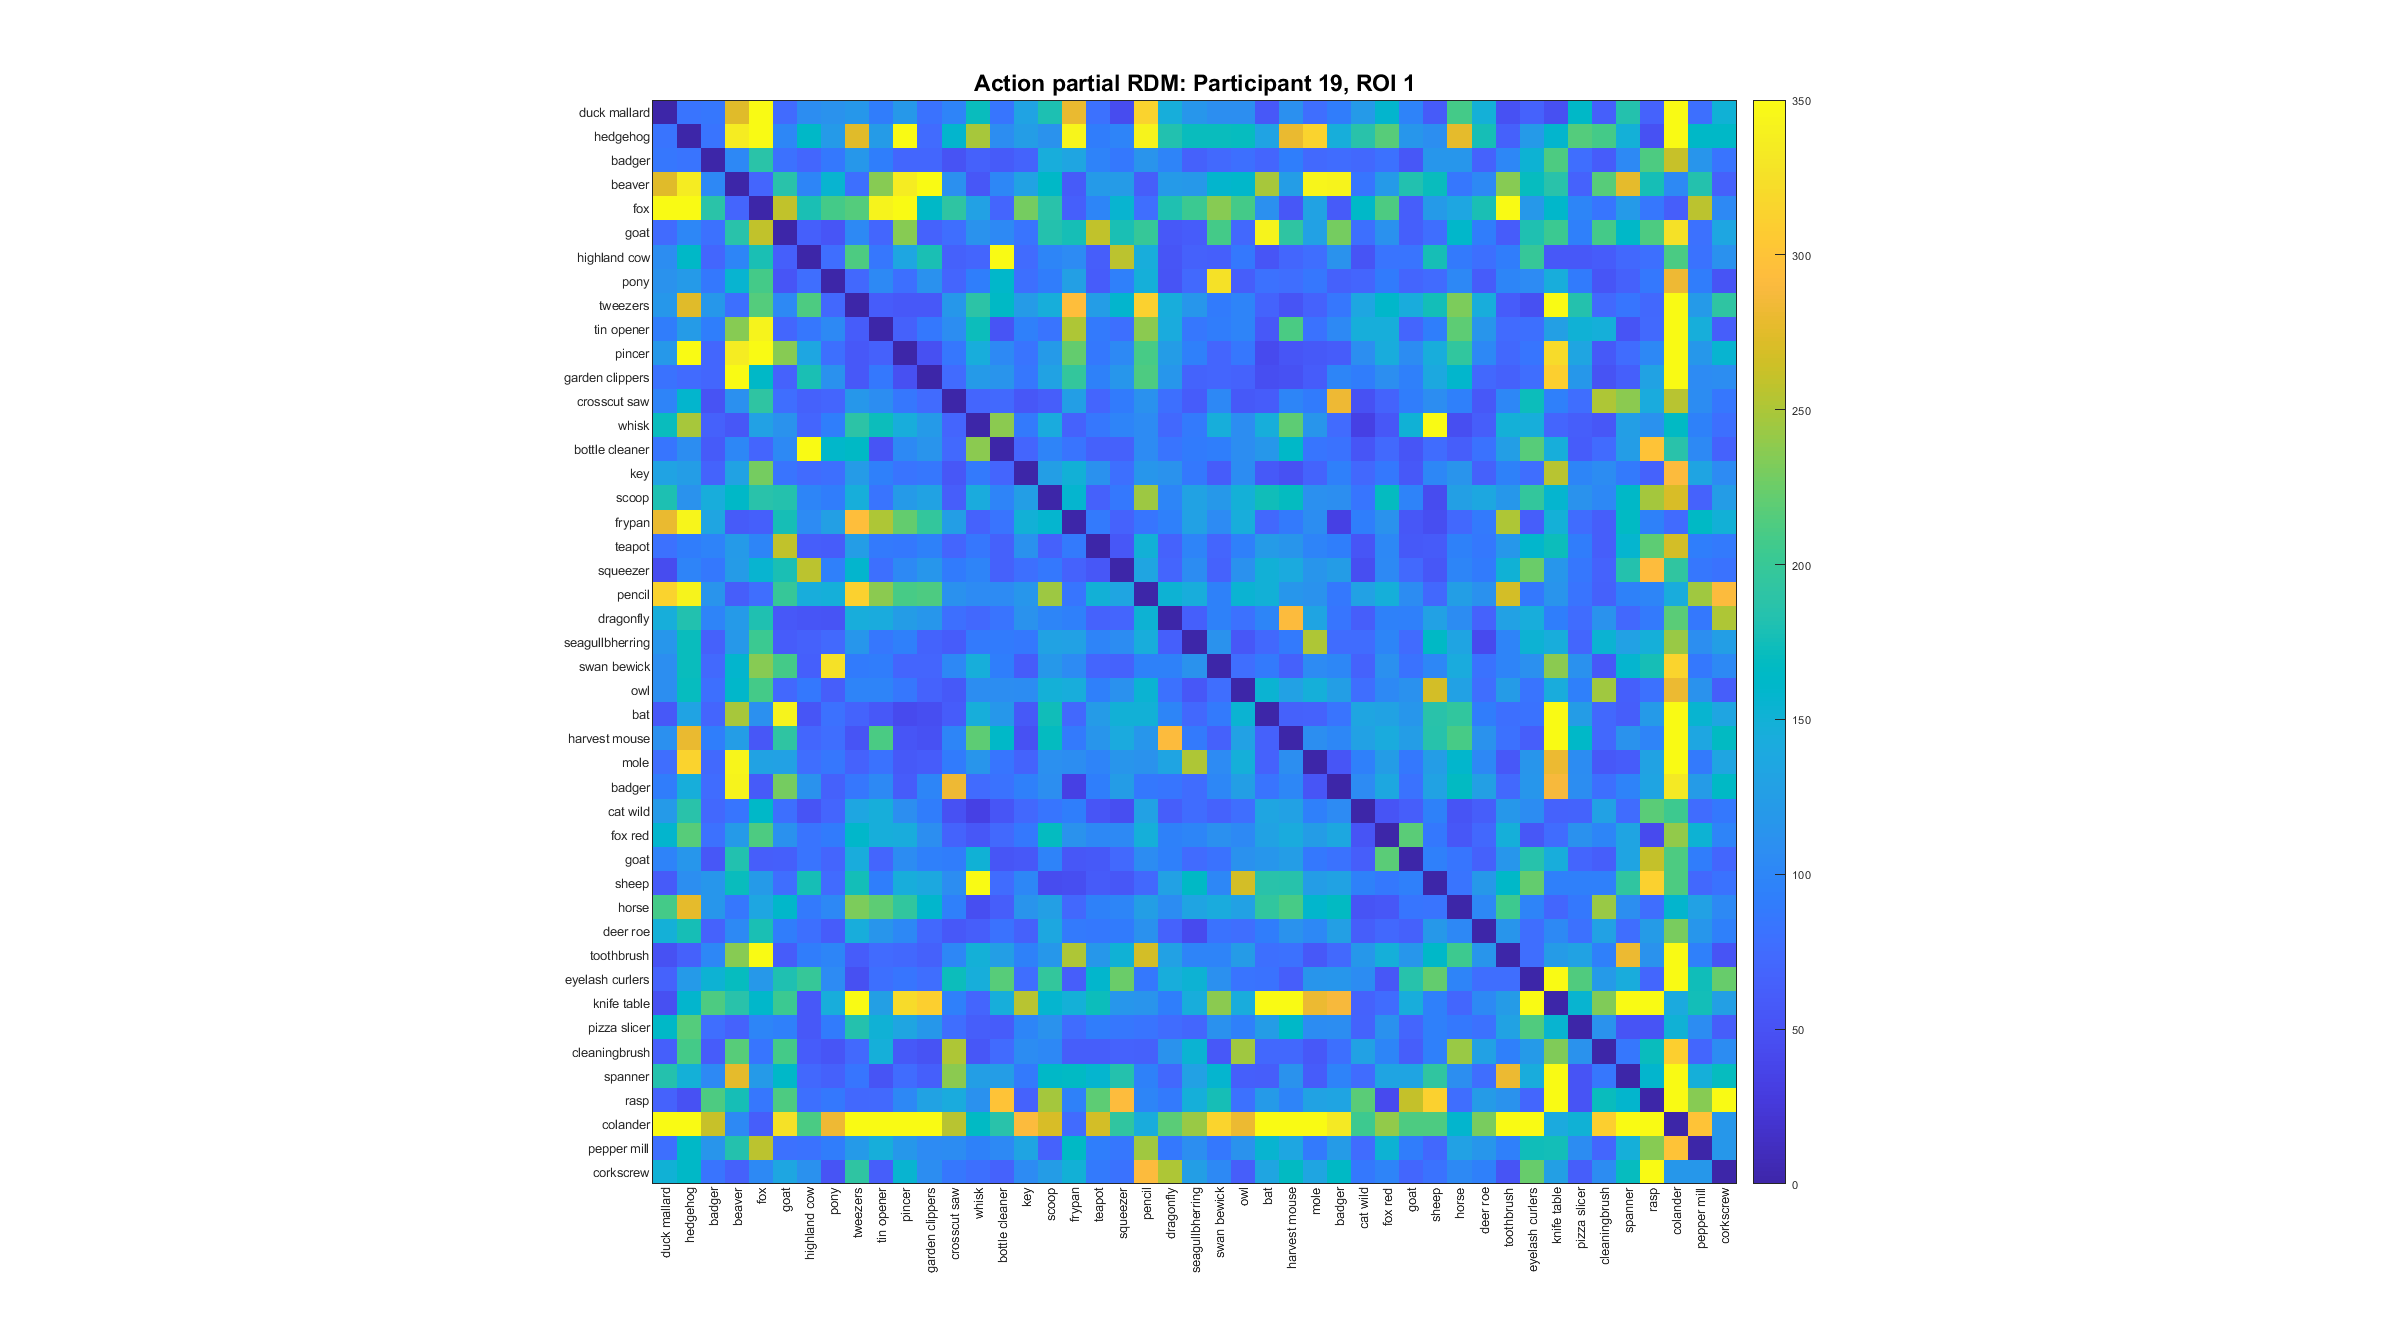 Action partial RDM: Participant 19, ROI 1
duck mallard
hedgehog
badger
beaver
fox
goat
highland cow
pony
tweezers
tin opener
pincer
garden clippers
crosscut saw
whisk
bottle cleaner
key
scoop
frypan
teapot
squeezer
pencil
dragonfly
seagullbherring
swan bewick
owl
bat
harvest mouse
mole
badger
cat wild
fox red
goat
sheep
horse
deer roe
toothbrush
eyelash curlers
knife table
pizza slicer
cleaningbrush
spanner
rasp
colander
pepper mill
corkscrew
duck mallard
hedgehog
badger
beaver
fox
goat
highland cow
pony
tweezers
tin opener
pincer
garden clippers
crosscut saw
whisk
bottle cleaner
key
scoop
frypan
teapot
squeezer
pencil
dragonfly
seagullbherring
swan bewick
owl
bat
harvest mouse
mole
badger
cat wild
fox red
goat
sheep
horse
deer roe
toothbrush
eyelash curlers
knife table
pizza slicer
cleaningbrush
spanner
rasp
colander
pepper mill
corkscrew
350
300
250
200
150
100
50
0